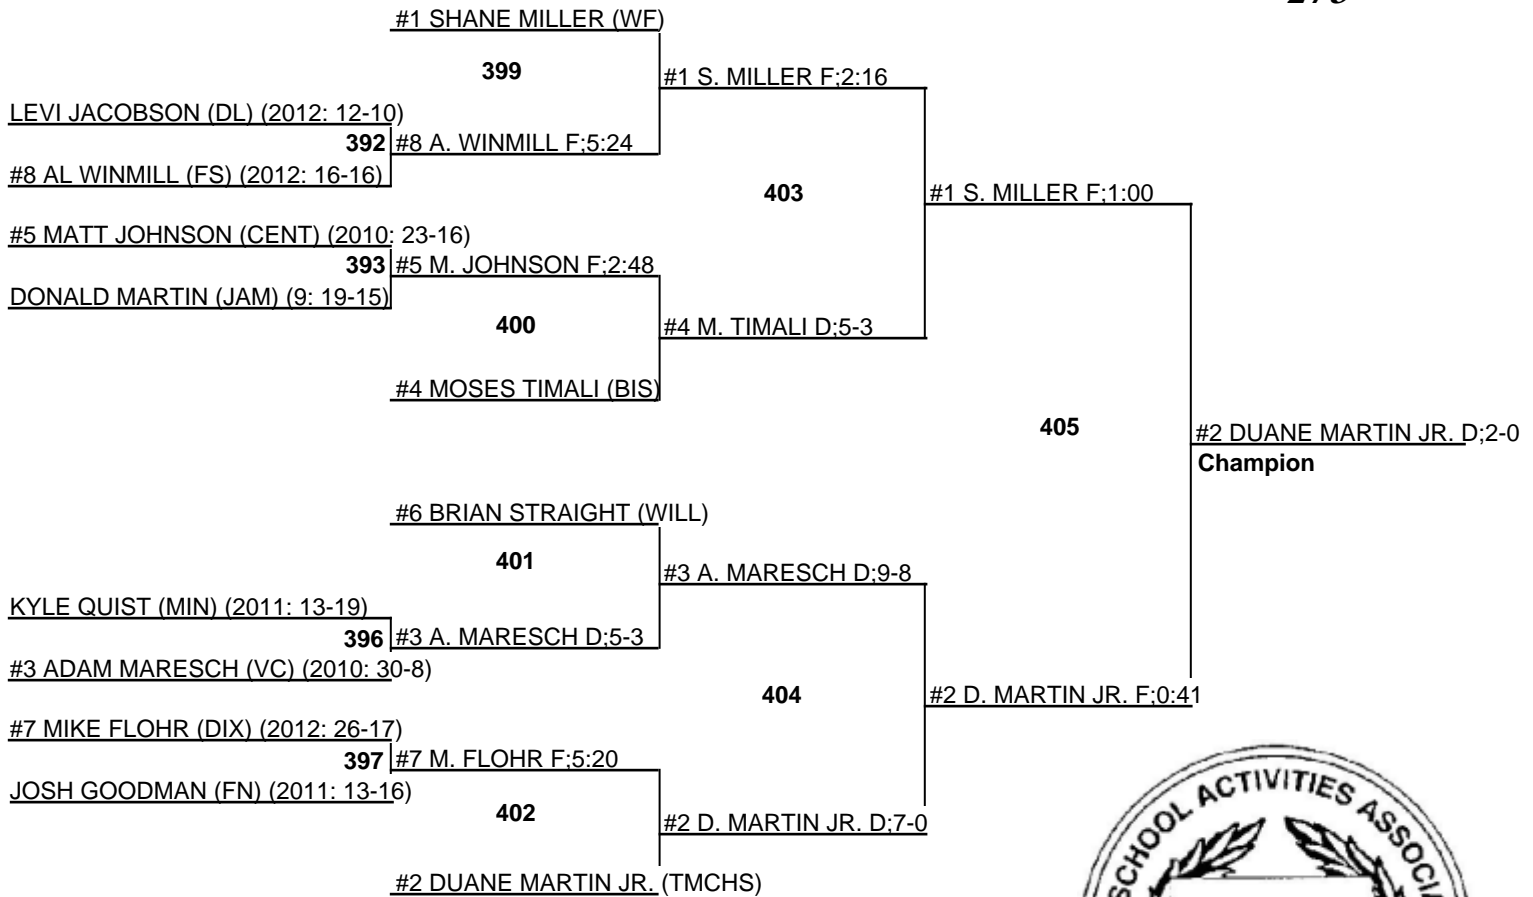 #1 SHANE MILLER (WF)
399
#1 S. MILLER F;2:16
LEVI JACOBSON (DL) (2012: 12-10)
392
#8 A. WINMILL F;5:24
#8 AL WINMILL (FS) (2012: 16-16)
403
#1 S. MILLER F;1:00
#5 MATT JOHNSON (CENT) (2010: 23-16)
393
#5 M. JOHNSON F;2:48
DONALD MARTIN (JAM) (9: 19-15)
400
#4 M. TIMALI D;5-3
#4 MOSES TIMALI (BIS)
405
#2 DUANE MARTIN JR. D;2-0
Champion
#6 BRIAN STRAIGHT (WILL)
401
#3 A. MARESCH D;9-8
KYLE QUIST (MIN) (2011: 13-19)
396
#3 A. MARESCH D;5-3
#3 ADAM MARESCH (VC) (2010: 30-8)
404
#2 D. MARTIN JR. F;0:41
#7 MIKE FLOHR (DIX) (2012: 26-17)
397
#7 M. FLOHR F;5:20
JOSH GOODMAN (FN) (2011: 13-16)
402
#2 D. MARTIN JR. D;7-0
#2 DUANE MARTIN JR. (TMCHS)
SCHOOL ACTIVITIES